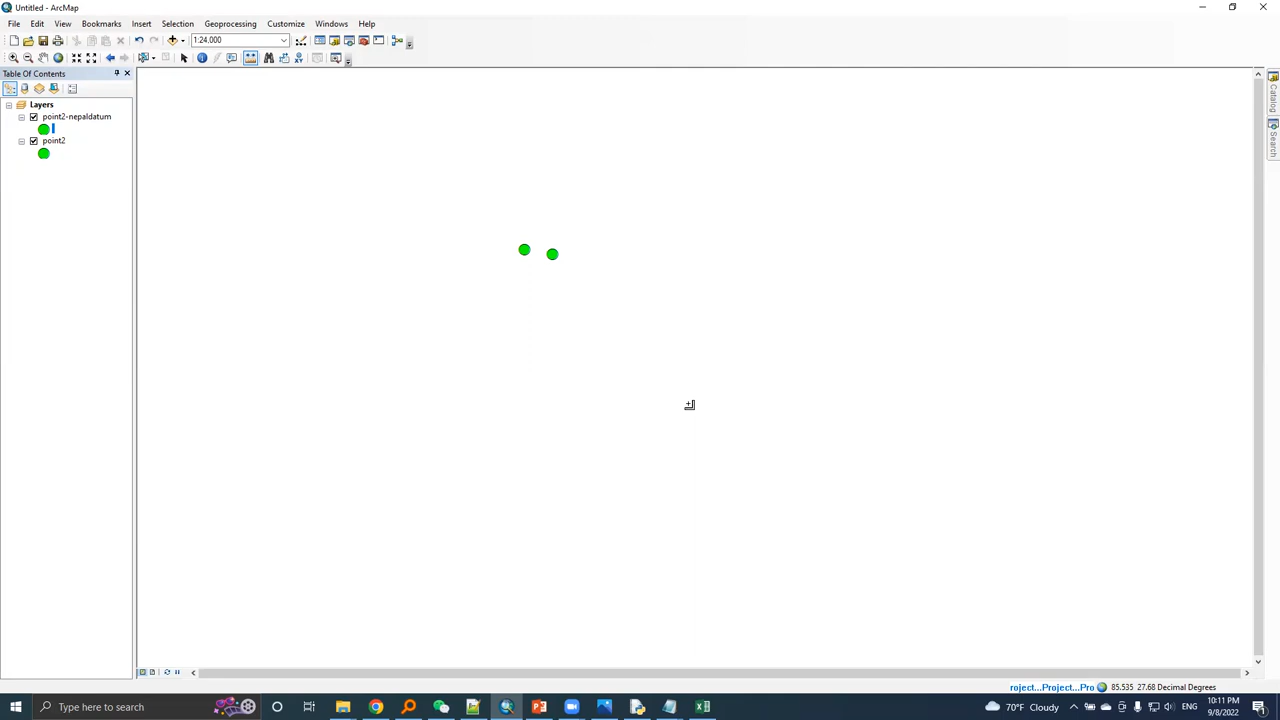 Untitled - ArcMap
File Edit View Bookmarks Insert Selection Geoprocessing Customize Windows Help
1:24.000
Table Of Contents
Layers
point2-nepaldatum
point2
Catalog
Search
roject...Project...Pro 85.535 27.68 Decimal Degrees
Type here to search
70°F Cloudy
ENG
10:11 PM
9/8/2022